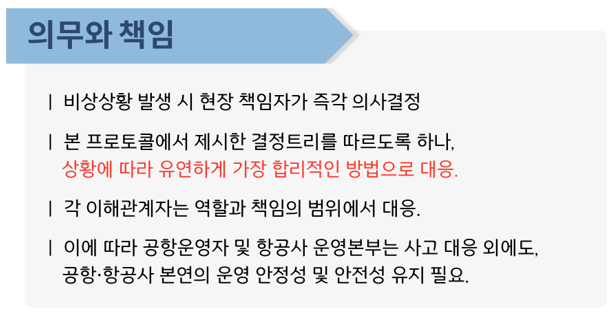 의무와 책임
| 비상상황 발생 시 현장 책임자가 즉각 의사결정
| 본 프로토콜에서 제시한 결정트리를 따르도록 하나,
상황에 따라 유연하게 가장 합리적인 방법으로 대응.
| 각 이해관계자는 역할과 책임의 범위에서 대응.
| 이에 따라 공항운영자 및 항공사 운영본부는 사고 대응 외에도,
공항·항공사 본연의 운영 안정성 및 안전성 유지 필요.